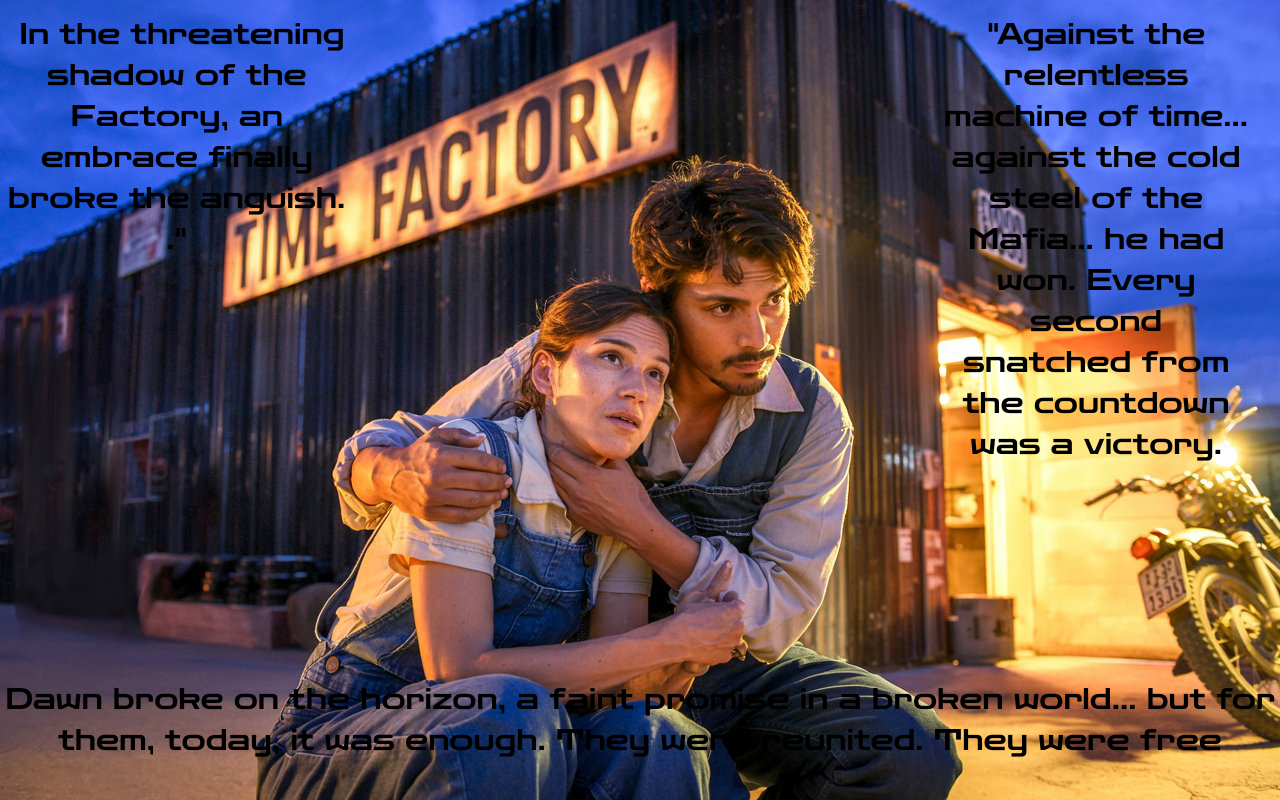 In the threatening
shadow of the
Factory, an
embrace finally
broke the anguish.
."
TIME FACTORY.
"Against the
relentless
machine of time...
against the cold
steel of the
Mafia... he had
won. Every
second
snatched from
the countdown
was a victory.
Dawn broke on the horizon, a faint promise in a broken world... but for
them, today, it was enough. They were reunited. They were free